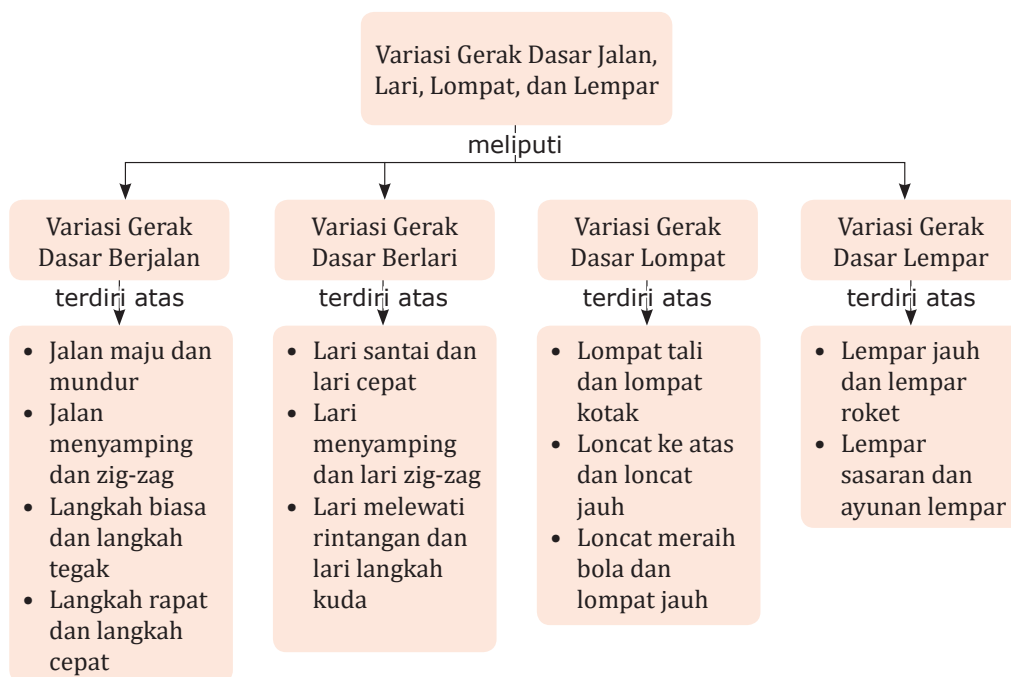 Variasi Gerak Dasar Jalan,
Lari, Lompat, dan Lempar
meliputi
Variasi Gerak
Dasar Berjalan
terdiri atas
• Jalan maju dan
mundur
• Jalan
menyamping
dan zig-zag
• Langkah biasa
dan langkah
tegak
• Langkah rapat
dan langkah
cepat
Variasi Gerak
Dasar Berlari
terdiri atas
• Lari santai dan
lari cepat
• Lari
menyamping
dan lari zig-zag
• Lari melewati
rintangan dan
lari langkah
kuda
Variasi Gerak
Dasar Lompat
terdiri atas
• Lompat tali
dan lompat
kotak
• Loncat ke atas
dan loncat
jauh
• Loncat meraih
bola dan
lompat jauh
Variasi Gerak
Dasar Lempar
terdiri atas
• Lempar jauh
dan lempar
roket
• Lempar
sasaran dan
ayunan lempar